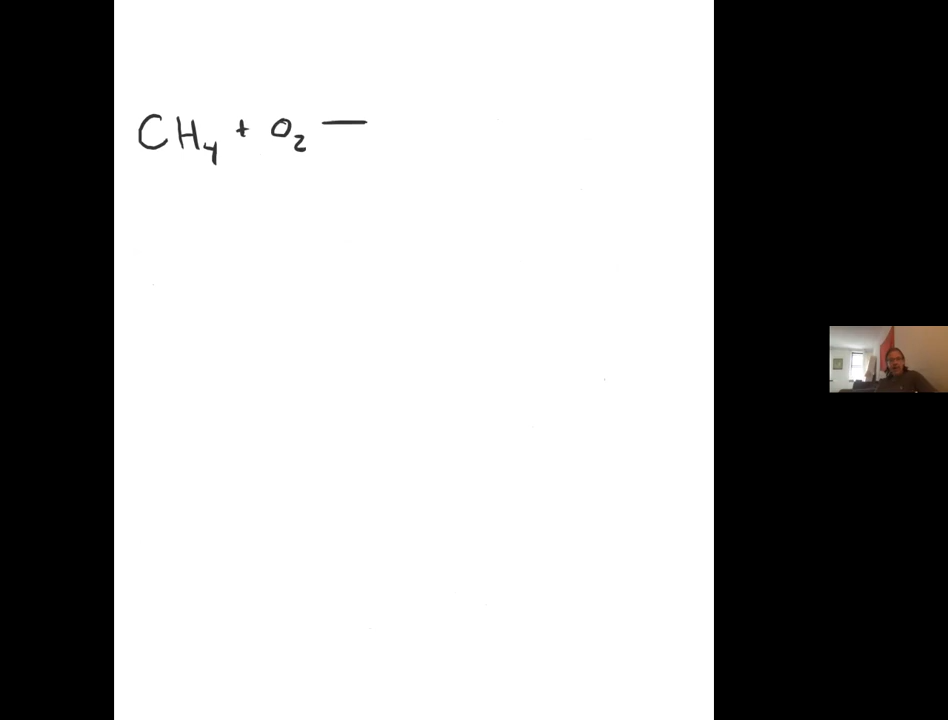 CH₄ + O₂ —